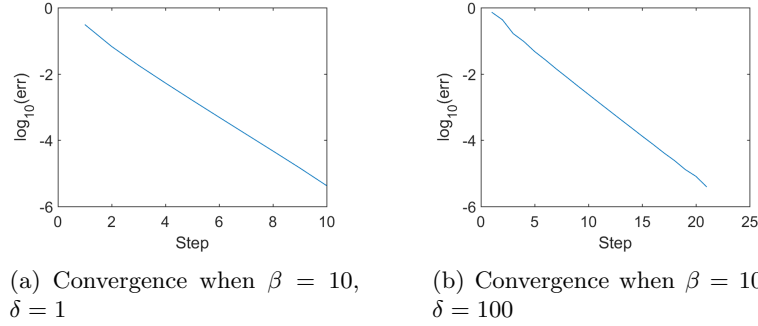 0
-2
-4
-6
log10(err)
0 2 4 6 8 10
Step
(a) Convergence when β = 10,
δ = 1
0
-2
-4
-6
log10(err)
0 5 10 15 20 25
Step
(b) Convergence when β = 10
δ = 100